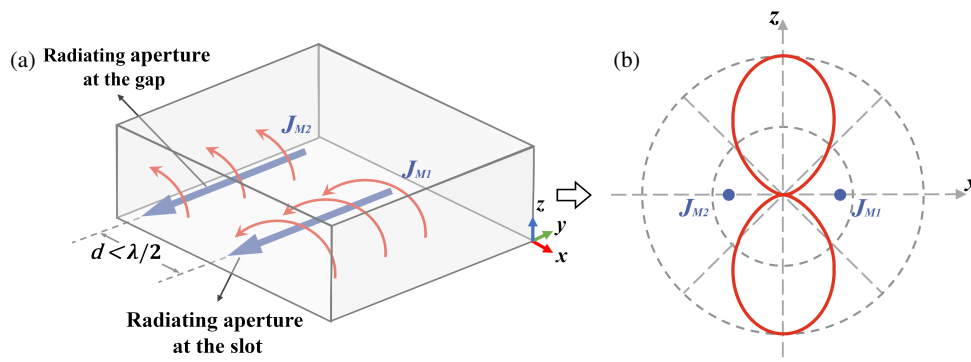 (a)
Radiating aperture
at the gap
J_M2
J_M1
d < λ/2
z
y
x
Radiating aperture
at the slot
(b)
z
J_M2
J_M1